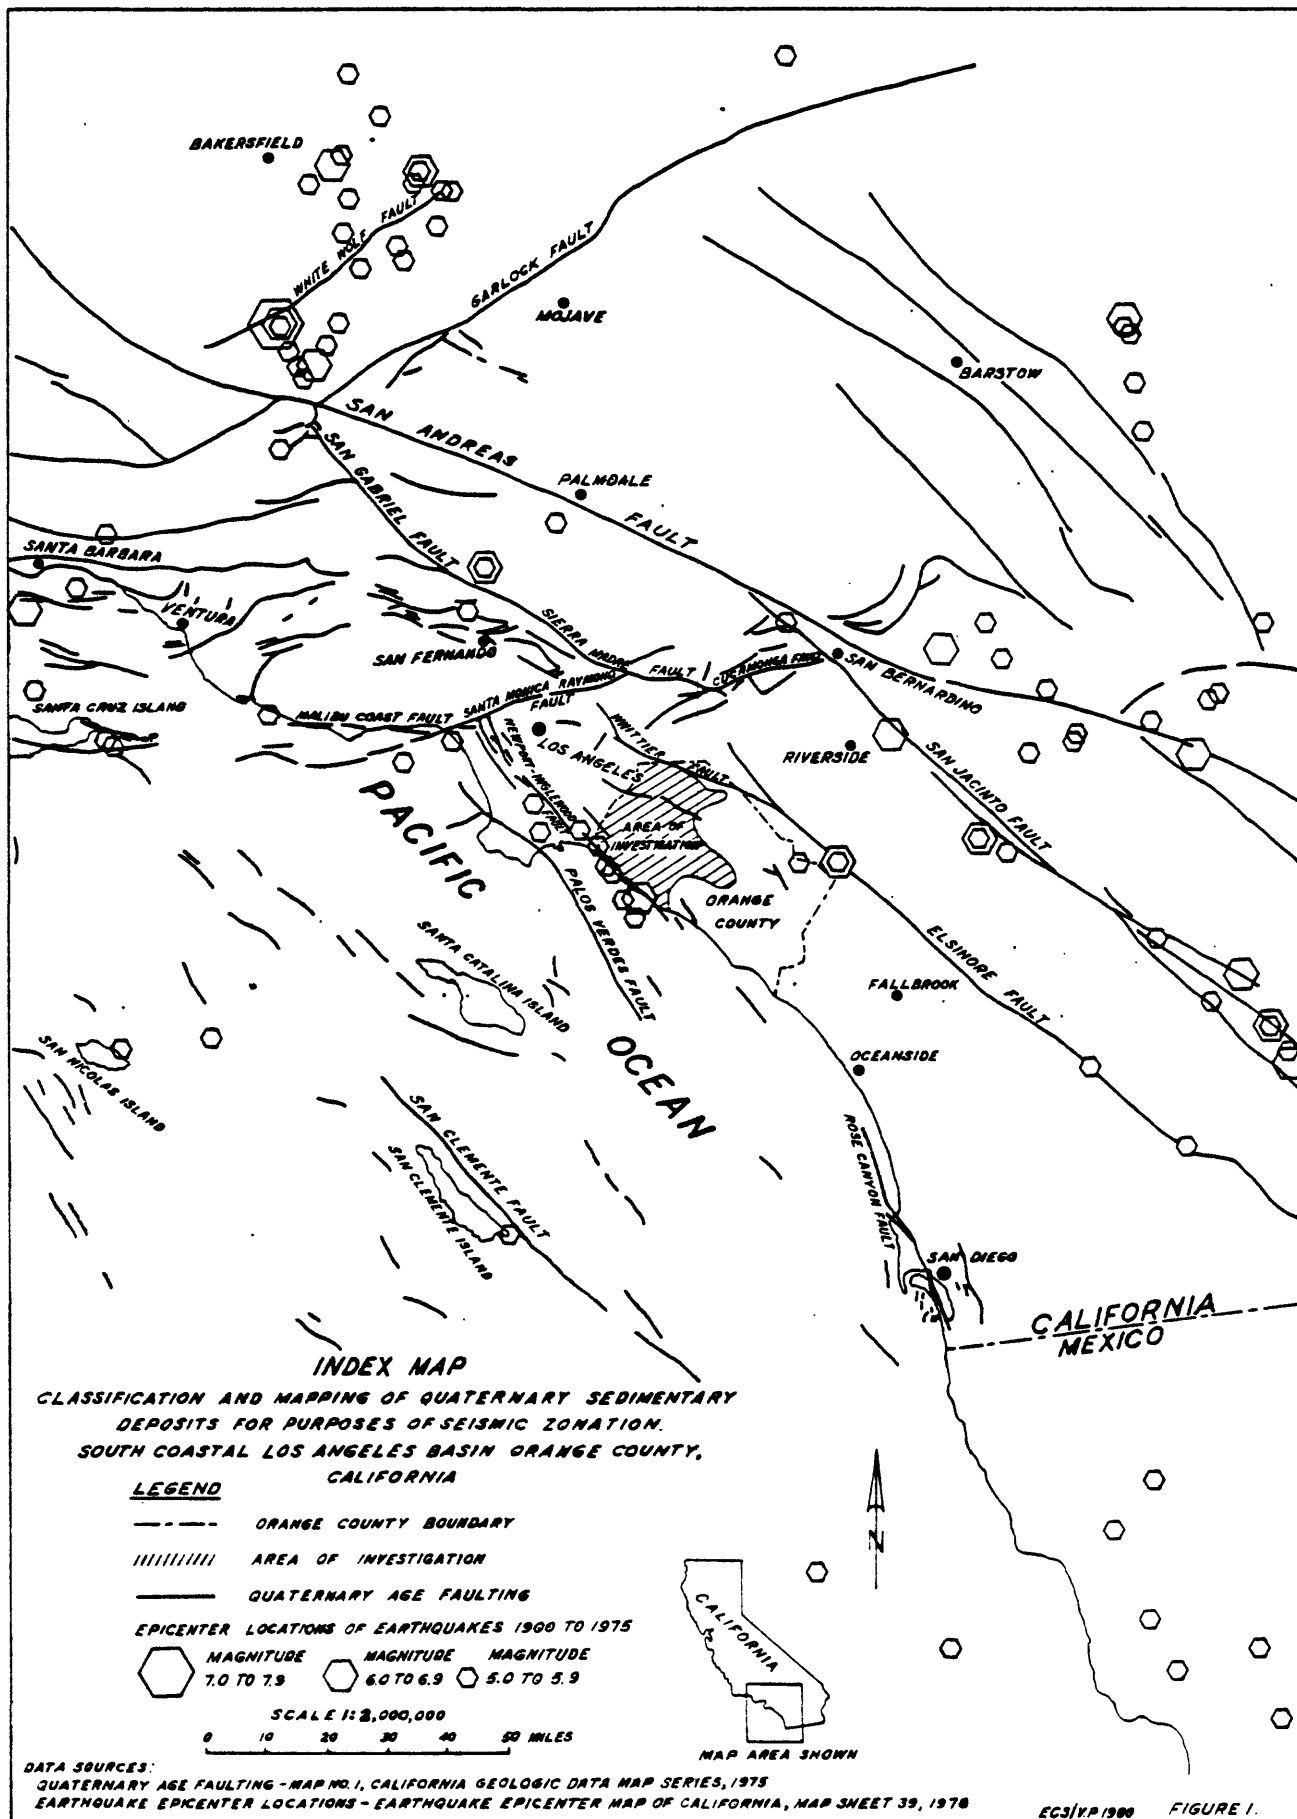 BAKERSFIELD
WHITE WOLF FAULT
GARLOCK FAULT
MOJAVE
BARSTOW
SAN ANDREAS FAULT
SAN GABRIEL FAULT
PALMDALE
SANTA BARBARA
VENTURA
SIERRA MADRE FAULT
SAN FERNANDO
CUCAMONGA FAULT
SAN BERNARDINO
SANTA MONICA RAYMOND FAULT
SANTA CRUZ ISLAND
MALIBU COAST FAULT
NEWPORT-INGLEWOOD FAULT
LOS ANGELES
WHITTIER FAULT
RIVERSIDE
SAN JACINTO FAULT
AREA OF
INVESTIGATION
PACIFIC OCEAN
PALOS VERDES FAULT
ORANGE
COUNTY
ELSINORE FAULT
SANTA CATALINA ISLAND
FALLBROOK
SAN NICOLAS ISLAND
OCEANSIDE
SAN CLEMENTE FAULT
SAN CLEMENTE ISLAND
ROSE CANYON FAULT
SAN DIEGO
CALIFORNIA
MEXICO
INDEX MAP
CLASSIFICATION AND MAPPING OF QUATERNARY SEDIMENTARY
DEPOSITS FOR PURPOSES OF SEISMIC ZONATION.
SOUTH COASTAL LOS ANGELES BASIN ORANGE COUNTY,
CALIFORNIA
LEGEND
ORANGE COUNTY BOUNDARY
AREA OF INVESTIGATION
QUATERNARY AGE FAULTING
EPICENTER LOCATIONS OF EARTHQUAKES 1900 TO 1975
MAGNITUDE
7.0 TO 7.9
MAGNITUDE
6.0 TO 6.9
MAGNITUDE
5.0 TO 5.9
SCALE 1:2,000,000
0 10 20 30 40 50 MILES
N
CALIFORNIA
MAP AREA SHOWN
DATA SOURCES:
QUATERNARY AGE FAULTING - MAP NO. 1, CALIFORNIA GEOLOGIC DATA MAP SERIES, 1975
EARTHQUAKE EPICENTER LOCATIONS - EARTHQUAKE EPICENTER MAP OF CALIFORNIA, MAP SHEET 39, 1978
FIGURE 1.